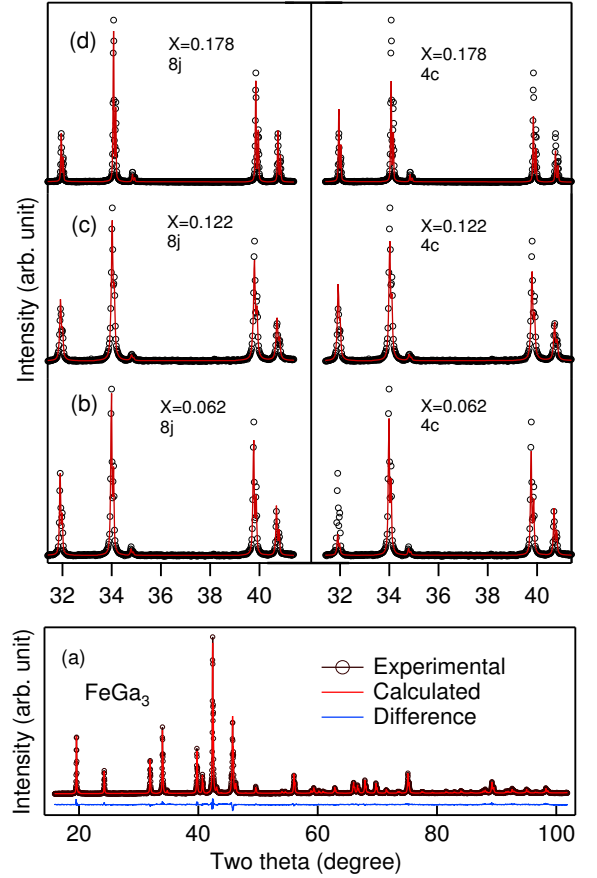 (d)
X=0.178
8j
X=0.178
4c
(c)
X=0.122
8j
X=0.122
4c
(b)
X=0.062
8j
X=0.062
4c
Intensity (arb. unit)
32 34 36 38 40 32 34 36 38 40
(a)
FeGa3
Experimental
Calculated
Difference
Intensity (arb. unit)
20 40 60 80 100
Two theta (degree)